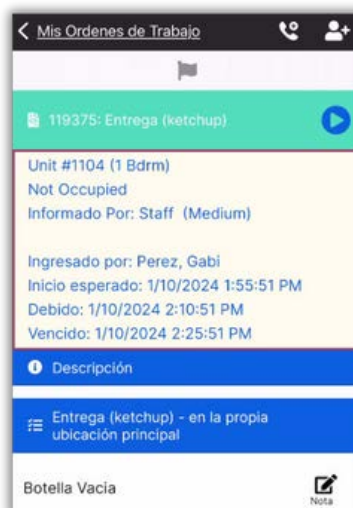 Mis Ordenes de Trabajo
119375: Entrega (ketchup)
Unit #1104 (1 Bdrm)
Not Occupied
Informado Por: Staff (Medium)
Ingresado por: Perez, Gabi
Inicio esperado: 1/10/2024 1:55:51 PM
Debido: 1/10/2024 2:10:51 PM
Vencido: 1/10/2024 2:25:51 PM
Descripción
Entrega (ketchup) - en la propia
ubicación principal
Botella Vacia
Nota